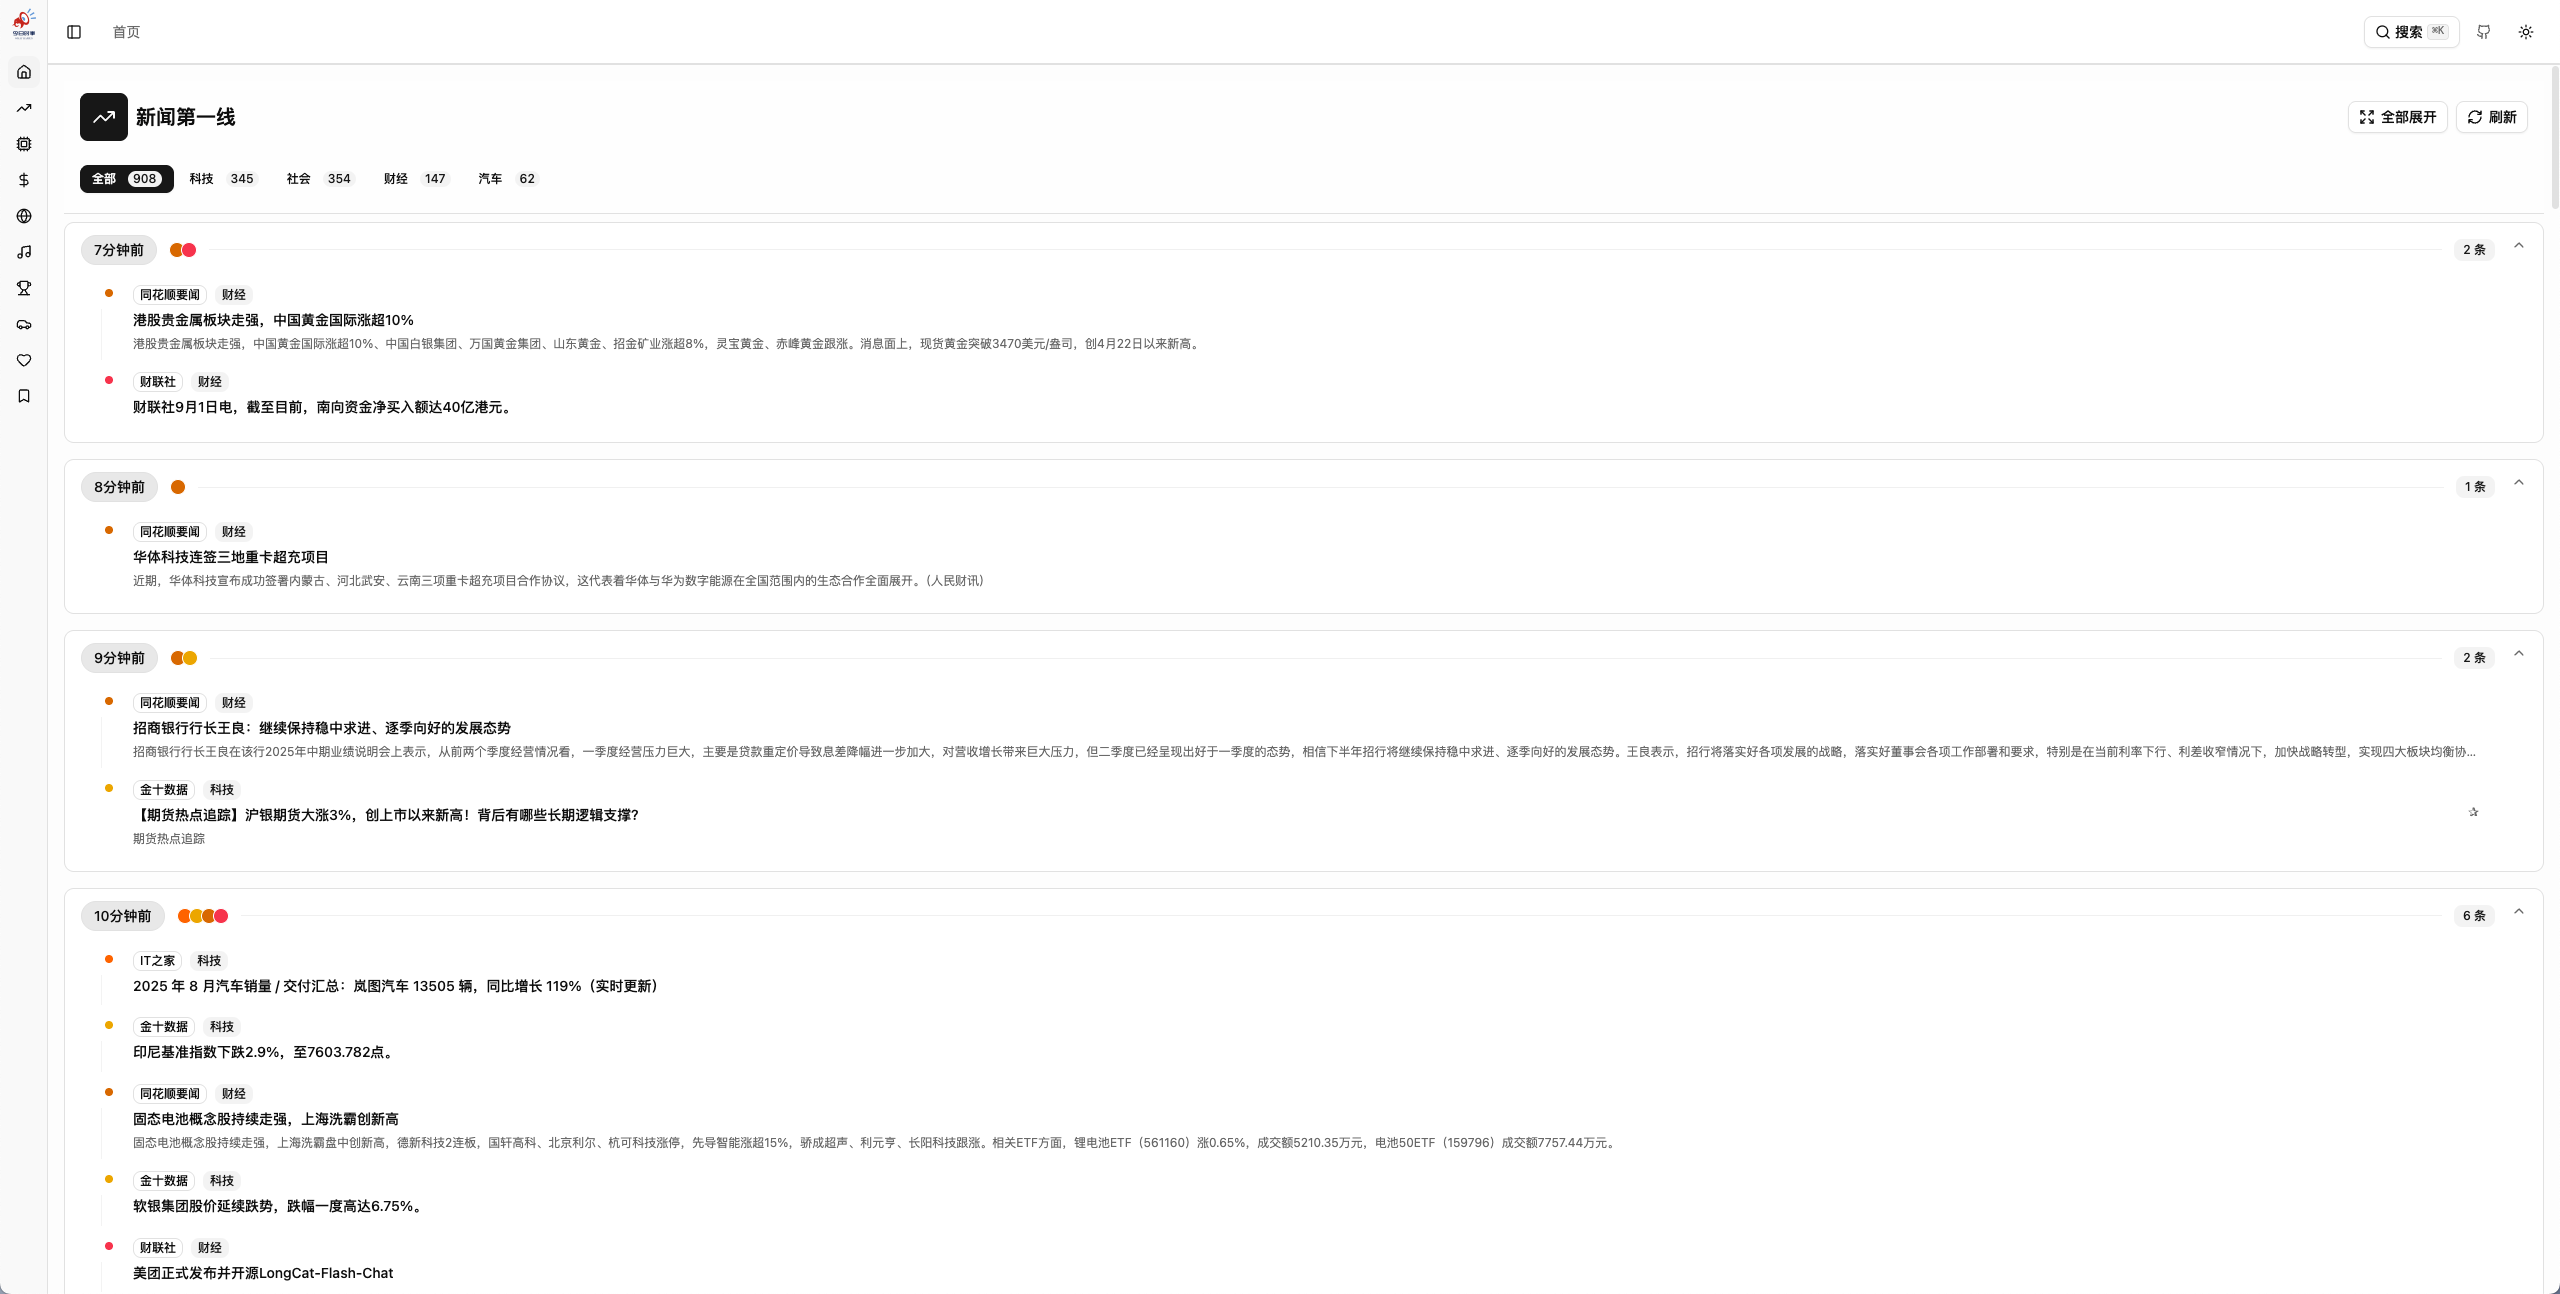 首页
搜索 ⌘K
新闻第一线
全部展开 刷新
全部 908 科技 345 社会 354 财经 147 汽车 62
7分钟前 2 条
同花顺要闻 财经
港股贵金属板块走强，中国黄金国际涨超10%
港股贵金属板块走强，中国黄金国际涨超10%、中国白银集团、万国黄金集团、山东黄金、招金矿业涨超8%，灵宝黄金、赤峰黄金跟涨。消息面上，现货黄金突破3470美元/盎司，创4月22日以来新高。
财联社 财经
财联社9月1日电，截至目前，南向资金净买入额达40亿港元。
8分钟前 1 条
同花顺要闻 财经
华体科技连签三地重卡超充项目
近期，华体科技宣布成功签署内蒙古、河北武安、云南三项重卡超充项目合作协议，这代表着华体与华为数字能源在全国范围内的生态合作全面展开。（人民财讯）
9分钟前 2 条
同花顺要闻 财经
招商银行行长王良：继续保持稳中求进、逐季向好的发展态势
招商银行行长王良在该行2025年中期业绩说明会上表示，从前两个季度经营情况看，一季度经营压力巨大，主要是贷款重定价导致息差降幅进一步加大，对营收增长带来巨大压力，但二季度已经呈现出好于一季度的态势，相信下半年招行将继续保持稳中求进、逐季向好的发展态势。王良表示，招行将落实好各项发展的战略，落实好董事会各项工作部署和要求，特别是在当前利率下行、利差收窄情况下，加快战略转型，实现四大板块均衡协...
金十数据 科技
【期货热点追踪】沪银期货大涨3%，创上市以来新高！背后有哪些长期逻辑支撑？
期货热点追踪
10分钟前 6 条
IT之家 科技
2025 年 8 月汽车销量 / 交付汇总：岚图汽车 13505 辆，同比增长 119%（实时更新）
金十数据 科技
印尼基准指数下跌2.9%，至7603.782点。
同花顺要闻 财经
固态电池概念股持续走强，上海洗霸创新高
固态电池概念股持续走强，上海洗霸盘中创新高，德新科技2连板，国轩高科、北京利尔、杭可科技涨停，先导智能涨超15%，骄成超声、利元亨、长阳科技跟涨。相关ETF方面，锂电池ETF（561160）涨0.65%，成交额5210.35万元，电池50ETF（159796）成交额7757.44万元。
金十数据 科技
软银集团股价延续跌势，跌幅一度高达6.75%。
财联社 财经
美团正式发布并开源LongCat-Flash-Chat